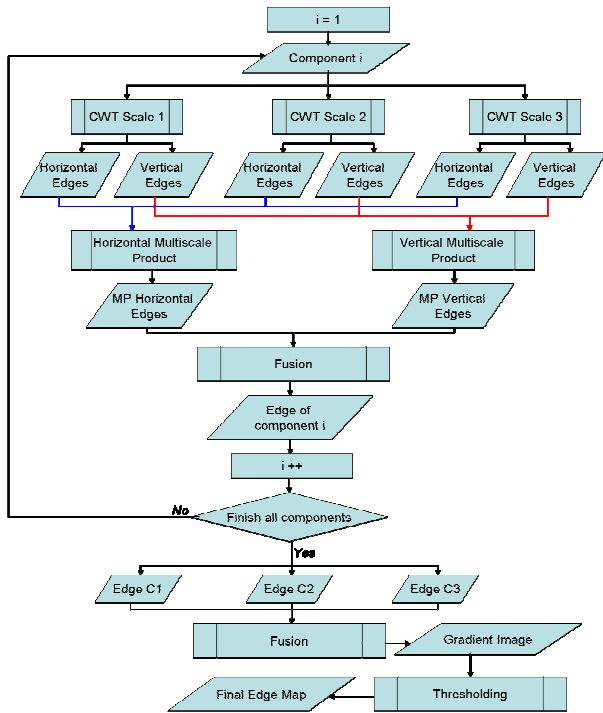 i = 1
Component i
CWT Scale 1
CWT Scale 2
CWT Scale 3
Horizontal
Edges
Vertical
Edges
Horizontal
Edges
Vertical
Edges
Horizontal
Edges
Vertical
Edges
Horizontal Multiscale
Product
Vertical Multiscale
Product
MP Horizontal
Edges
MP Vertical
Edges
Fusion
Edge of
component i
i ++
Finish all components
No
Yes
Edge C1
Edge C2
Edge C3
Fusion
Gradient Image
Final Edge Map
Thresholding